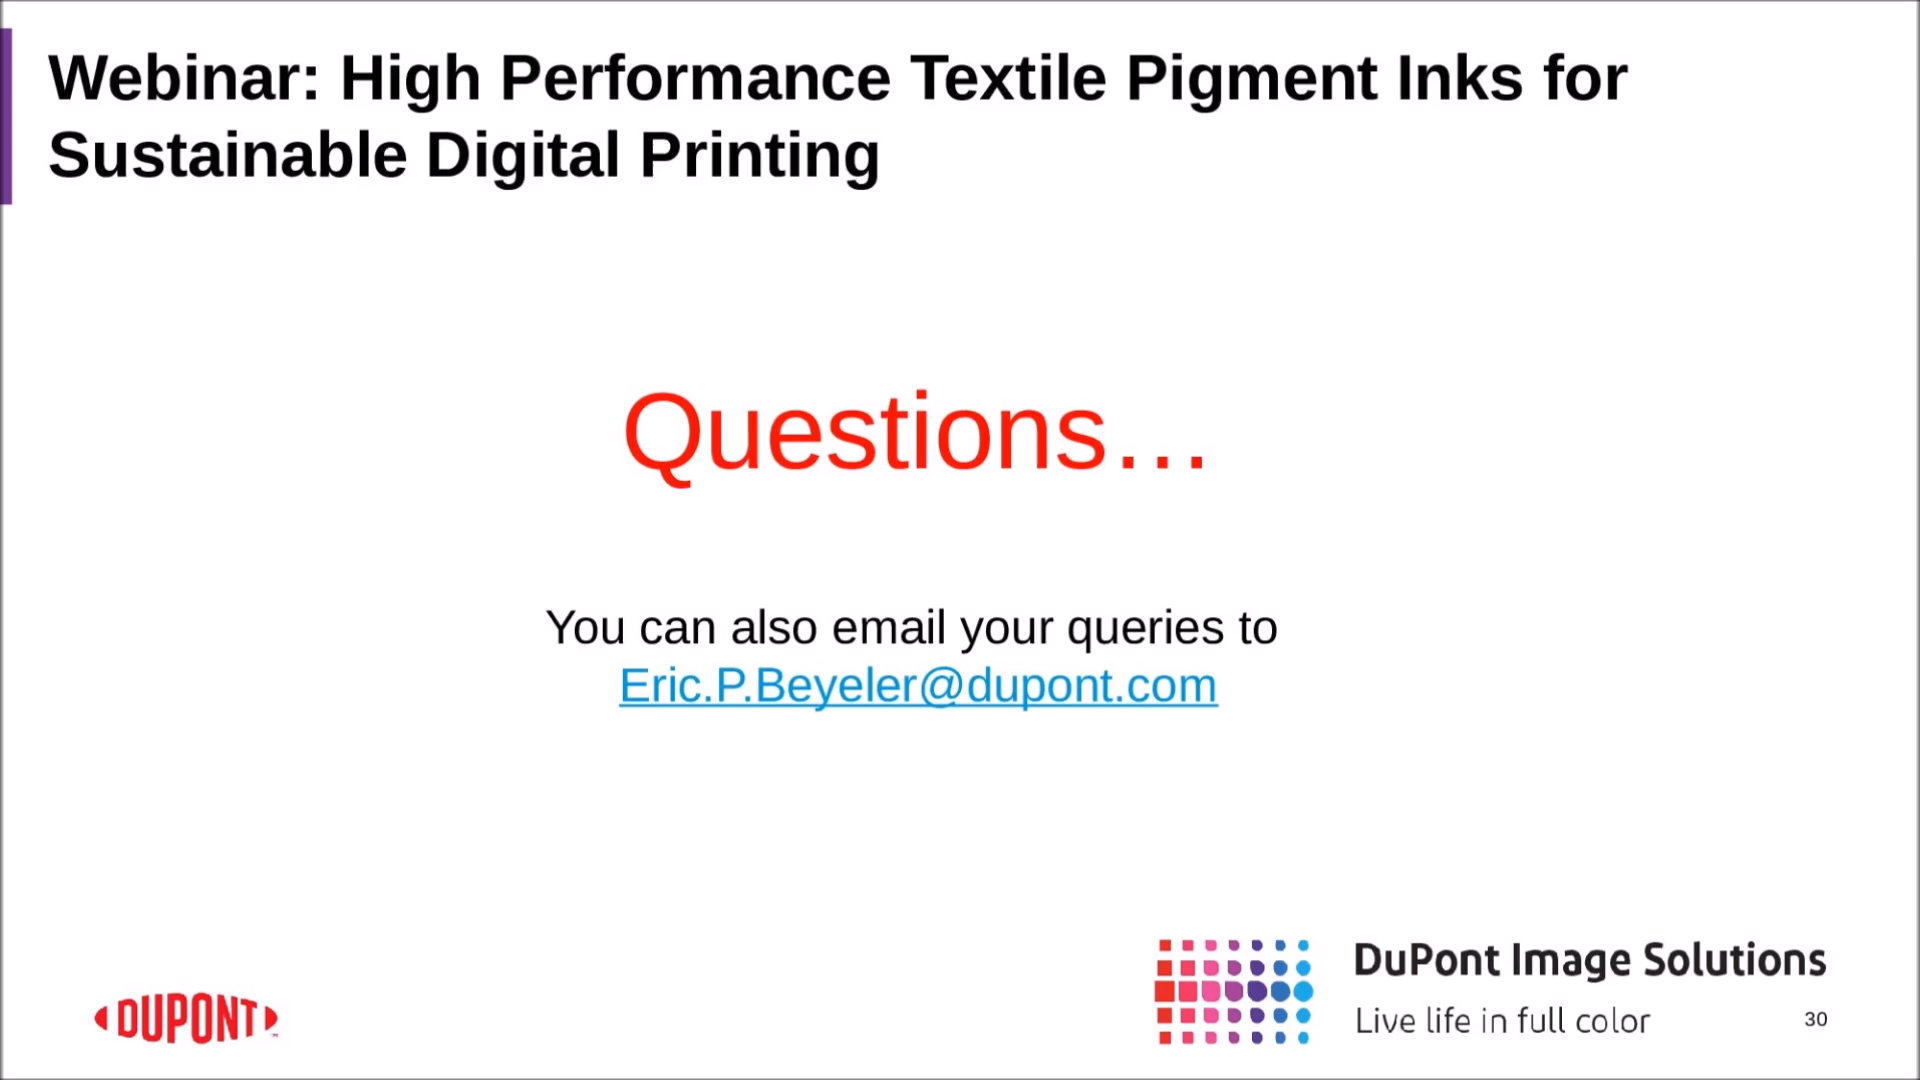 Webinar: High Performance Textile Pigment Inks for
Sustainable Digital Printing
Questions…
You can also email your queries to
Eric.P.Beyeler@dupont.com
DUPONT
DuPont Image Solutions
Live life in full color
30